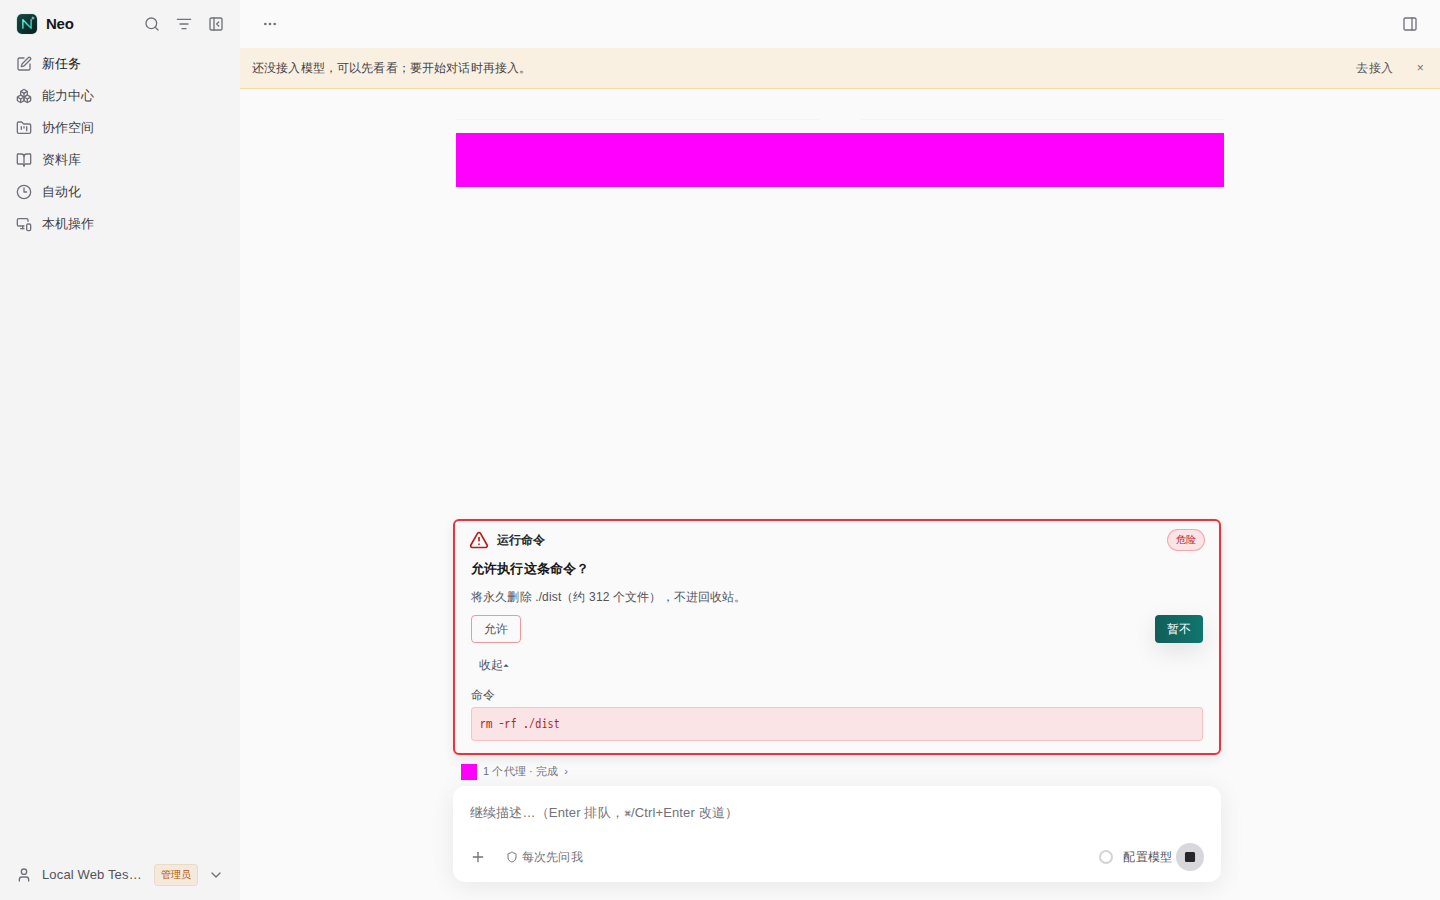 Neo
新任务
能力中心
协作空间
资料库
自动化
本机操作
还没接入模型，可以先看看；要开始对话时再接入。
去接入 ×
运行命令
危险
允许执行这条命令？
将永久删除 ./dist（约 312 个文件），不进回收站。
允许
暂不
收起
命令
rm -rf ./dist
1 个代理 · 完成 ›
继续描述…（Enter 排队，⌘/Ctrl+Enter 改道）
每次先问我
配置模型
Local Web Tes…
管理员